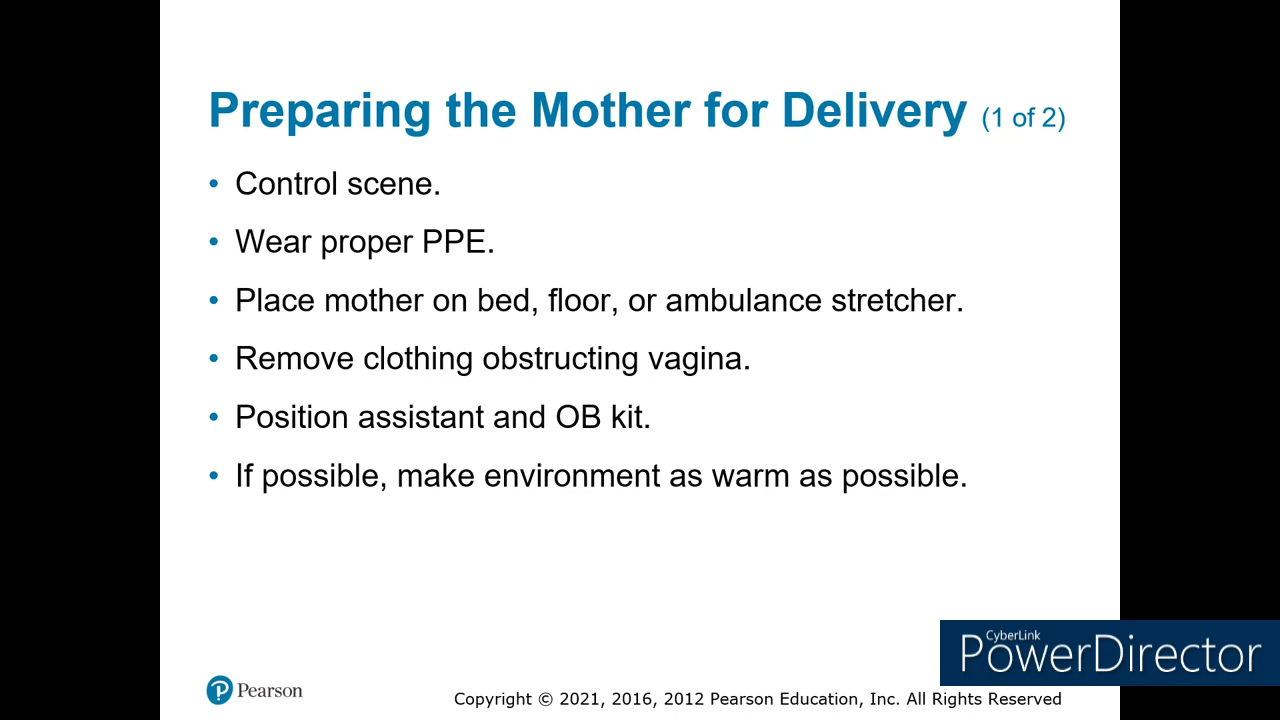 Preparing the Mother for Delivery (1 of 2)
• Control scene.
• Wear proper PPE.
• Place mother on bed, floor, or ambulance stretcher.
• Remove clothing obstructing vagina.
• Position assistant and OB kit.
• If possible, make environment as warm as possible.
CyberLink
PowerDirector
Pearson
Copyright © 2021, 2016, 2012 Pearson Education, Inc. All Rights Reserved